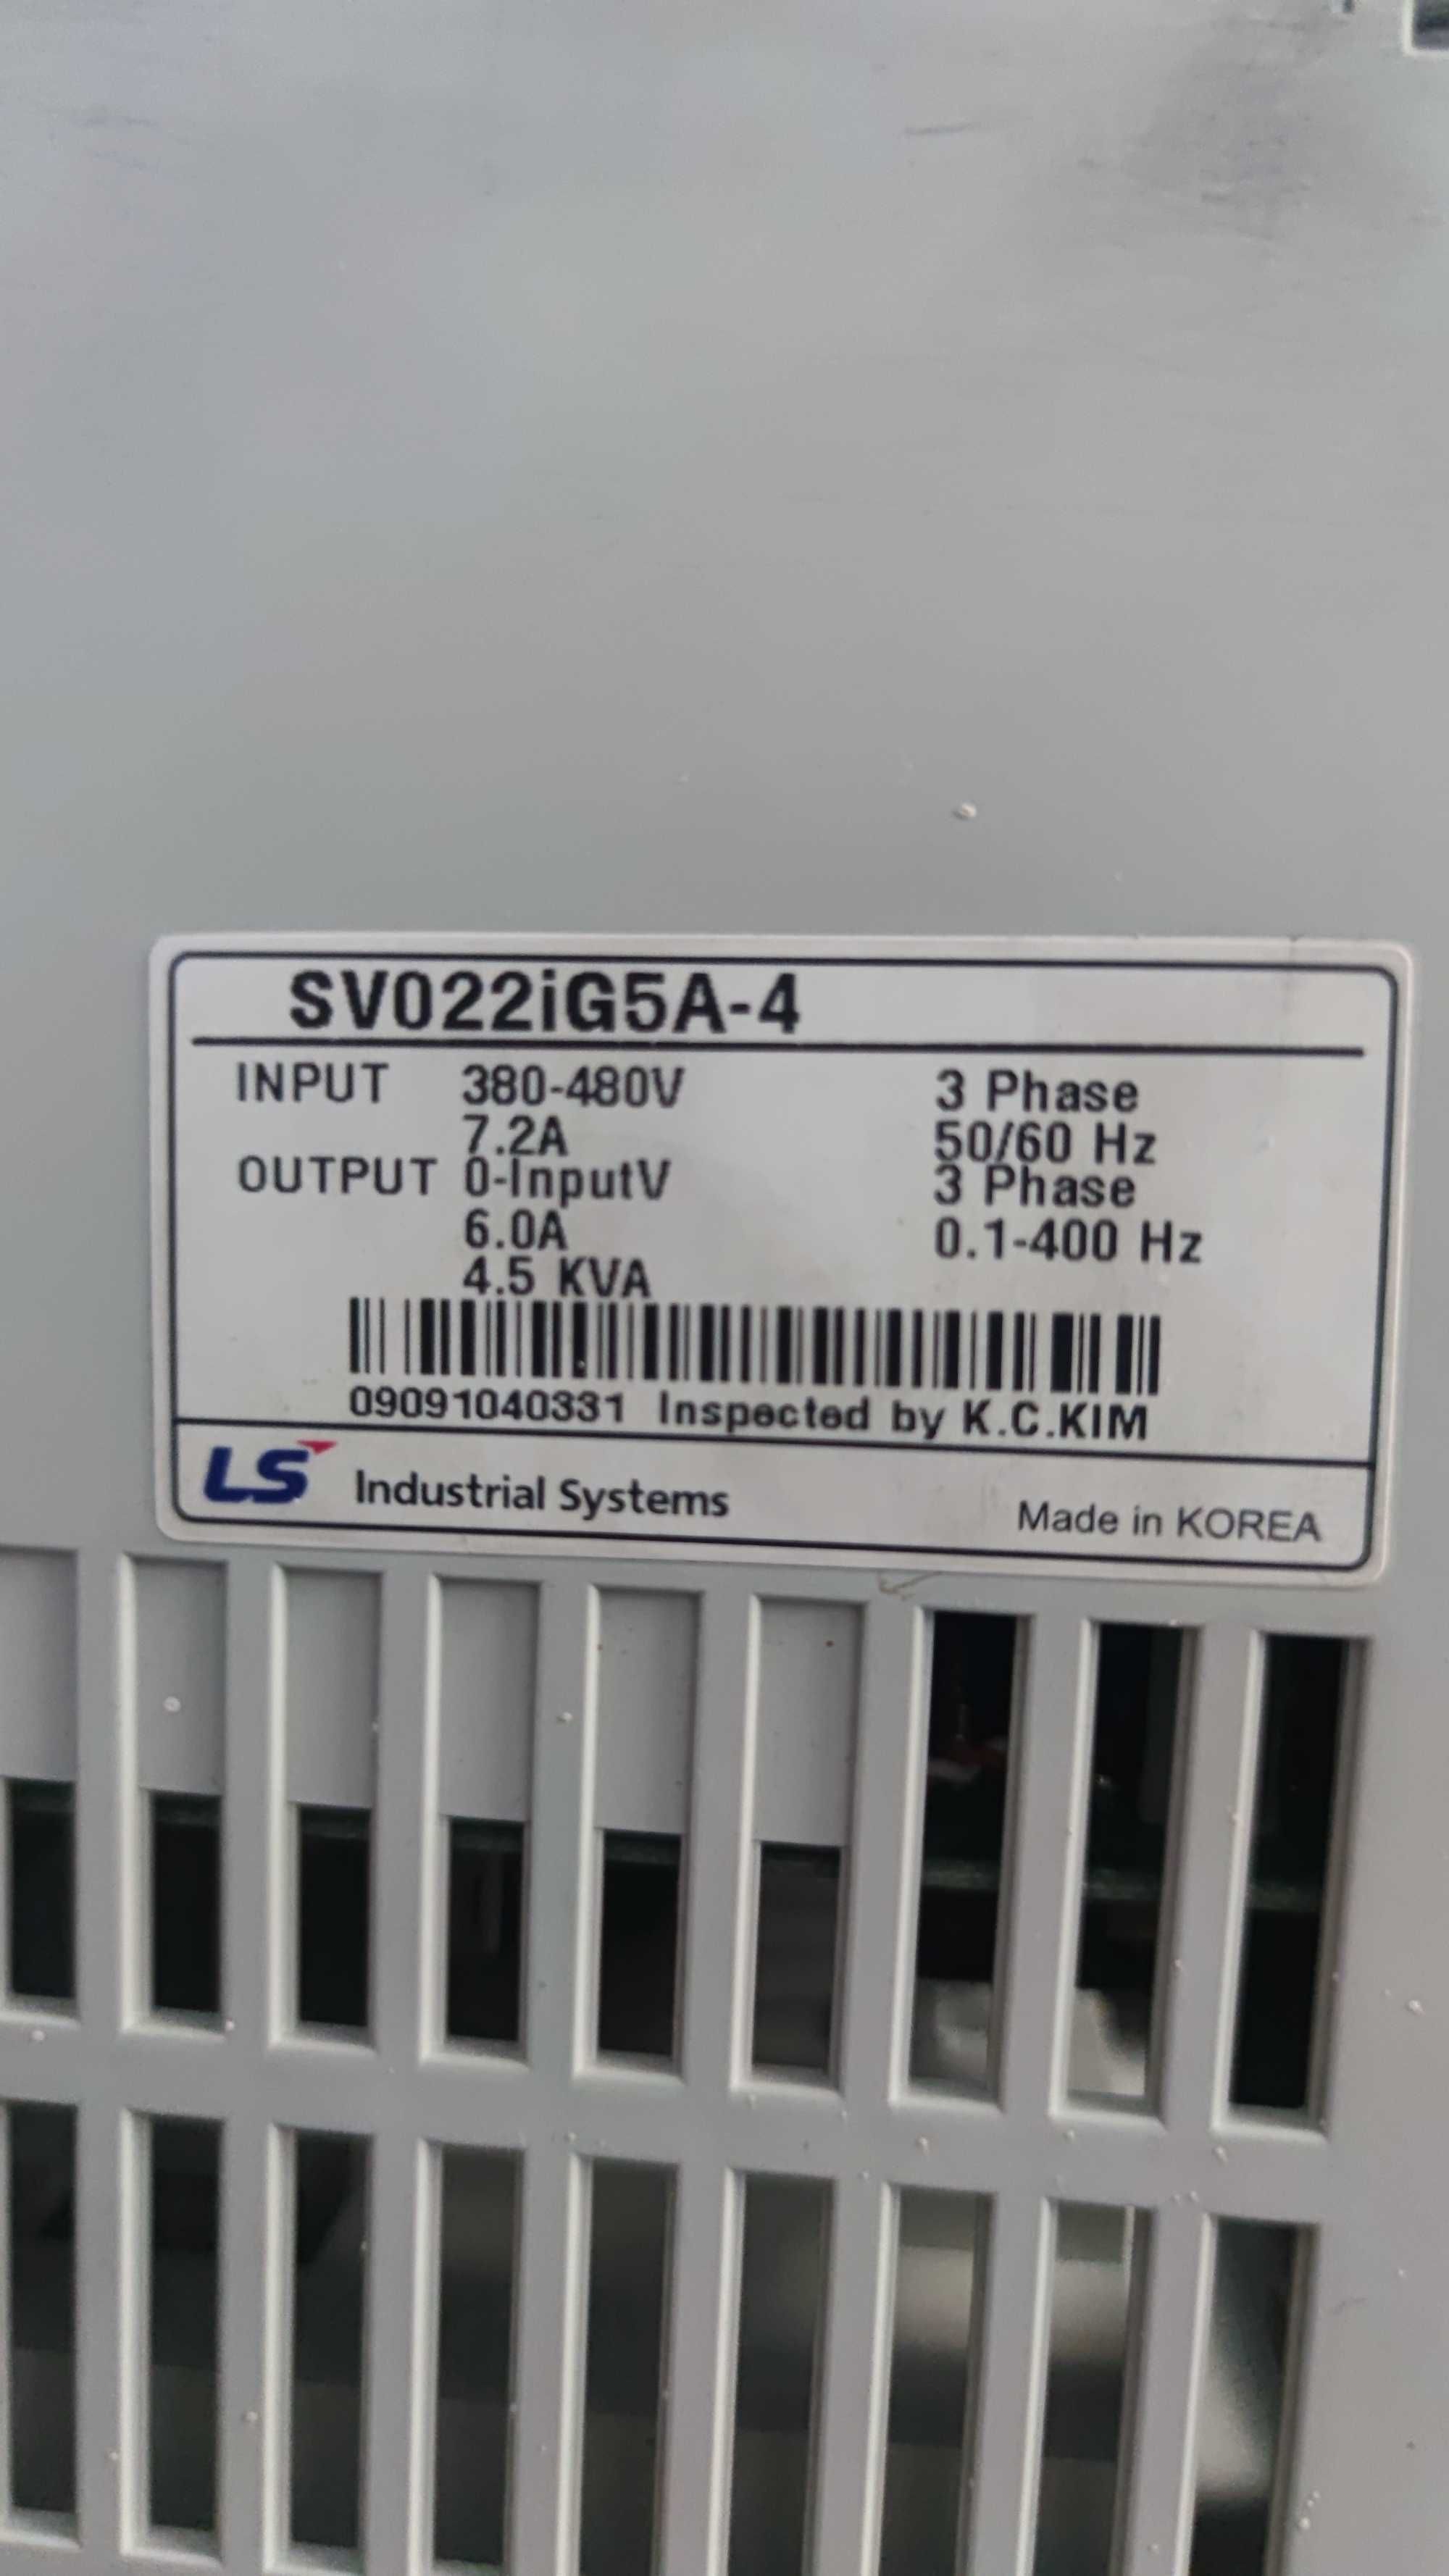 SV022iG5A-4
INPUT 380-480V 3 Phase
7.2A 50/60 Hz
OUTPUT 0-InputV 3 Phase
6.0A 0.1-400 Hz
4.5 KVA
09091040331 Inspected by K.C.KIM
LS Industrial Systems Made in KOREA